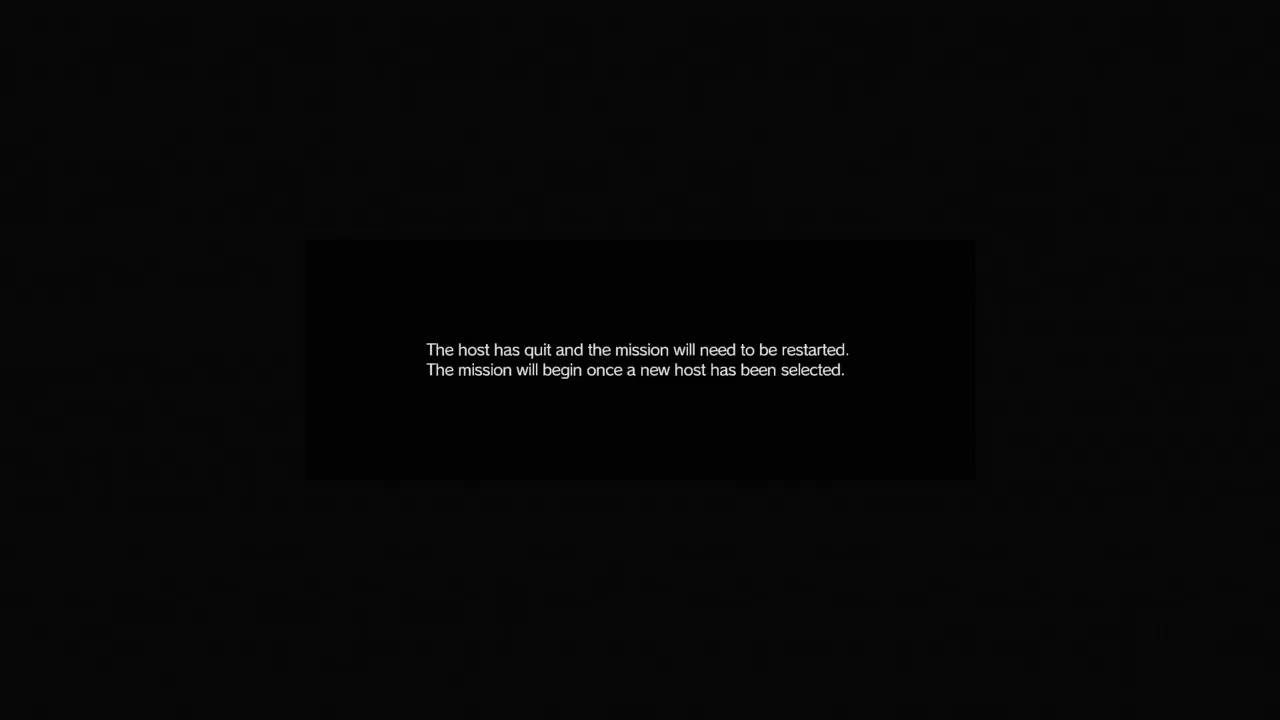 The host has quit and the mission will need to be restarted.
The mission will begin once a new host has been selected.